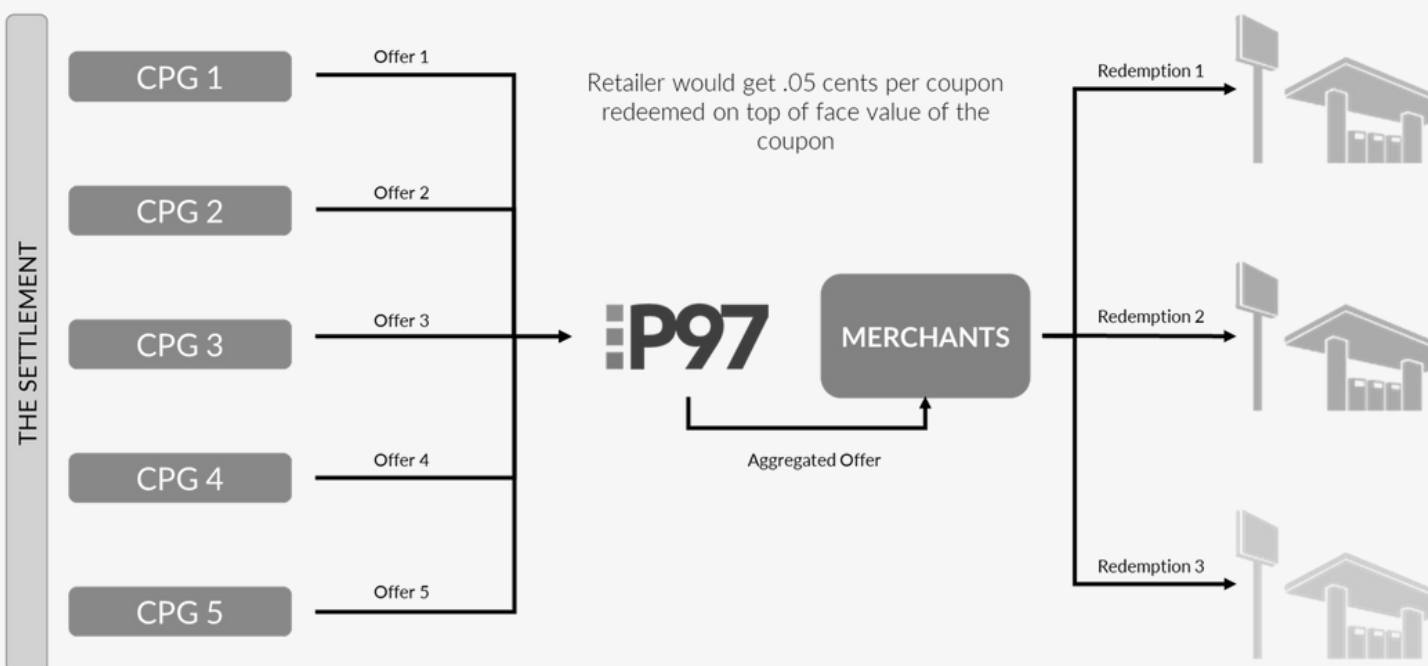 THE SETTLEMENT
CPG 1
Offer 1
CPG 2
Offer 2
CPG 3
Offer 3
CPG 4
Offer 4
CPG 5
Offer 5
Retailer would get .05 cents per coupon
redeemed on top of face value of the
coupon
P97
MERCHANTS
Aggregated Offer
Redemption 1
Redemption 2
Redemption 3